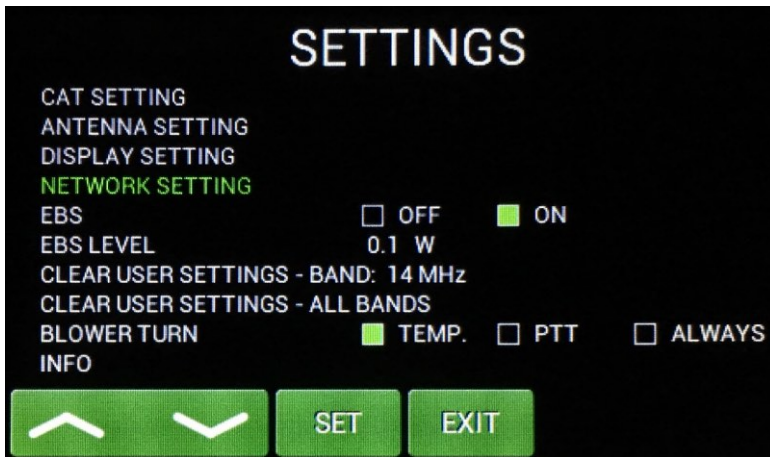 SETTINGS
CAT SETTING
ANTENNA SETTING
DISPLAY SETTING
NETWORK SETTING
EBS OFF ON
EBS LEVEL 0.1 W
CLEAR USER SETTINGS - BAND: 14 MHz
CLEAR USER SETTINGS - ALL BANDS
BLOWER TURN TEMP. PTT ALWAYS
INFO
SET EXIT